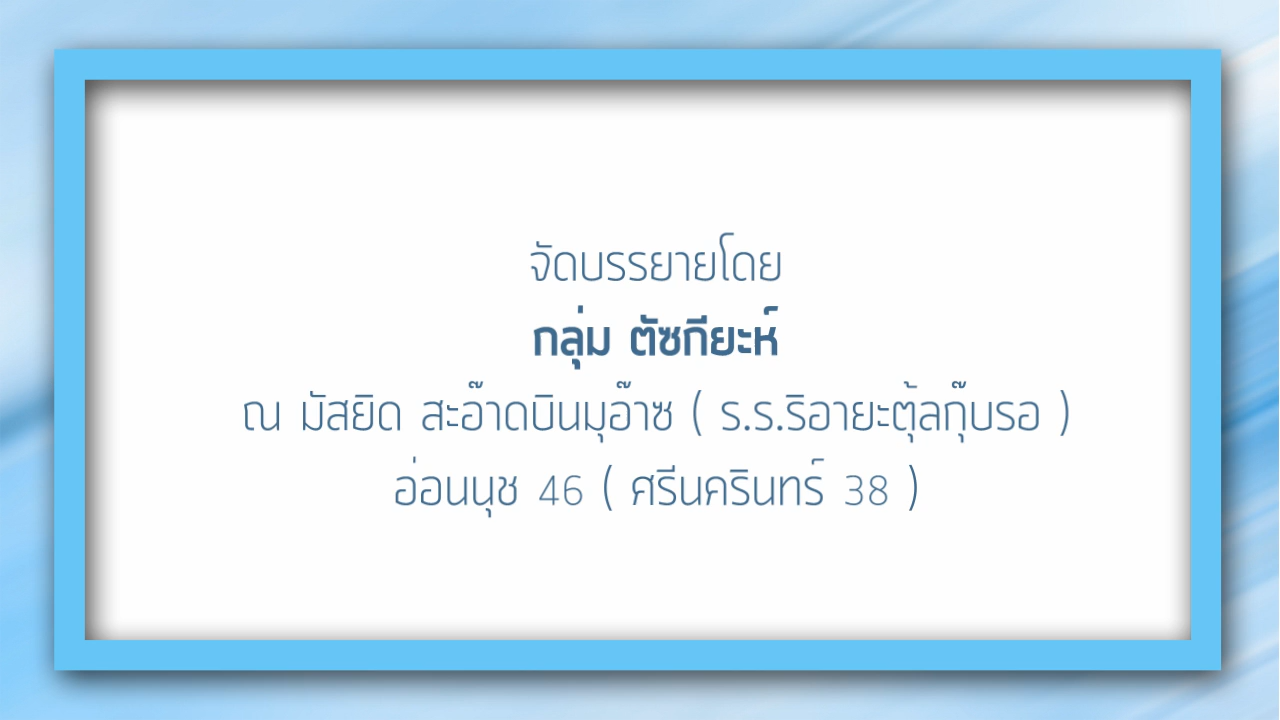 จัดบรรยายโดย
กลุ่ม ตัซกียะห์
ณ มัสยิด สะอ๊าดบินมุอ๊าซ ( ร.ร.ริอายะตุ้ลกุ๊บรอ )
อ่อนนุช 46 ( ศรีนครินทร์ 38 )